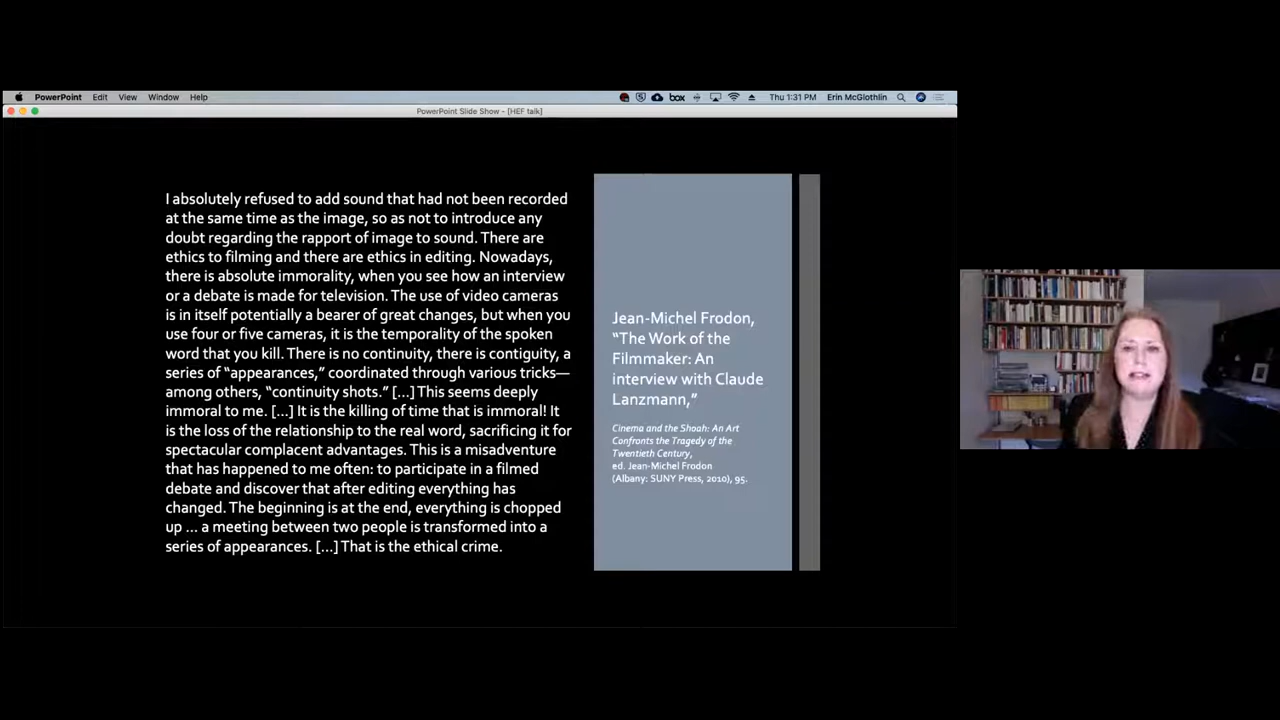 PowerPoint Edit View Window Help
box Thu 1:31 PM Erin McGlothlin
PowerPoint Slide Show - [HEF talk]
I absolutely refused to add sound that had not been recorded
at the same time as the image, so as not to introduce any
doubt regarding the rapport of image to sound. There are
ethics to filming and there are ethics in editing. Nowadays,
there is absolute immorality, when you see how an interview
or a debate is made for television. The use of video cameras
is in itself potentially a bearer of great changes, but when you
use four or five cameras, it is the temporality of the spoken
word that you kill. There is no continuity, there is contiguity, a
series of “appearances,” coordinated through various tricks—
among others, “continuity shots.” [...] This seems deeply
immoral to me. [...] It is the killing of time that is immoral! It
is the loss of the relationship to the real word, sacrificing it for
spectacular complacent advantages. This is a misadventure
that has happened to me often: to participate in a filmed
debate and discover that after editing everything has
changed. The beginning is at the end, everything is chopped
up ... a meeting between two people is transformed into a
series of appearances. [...] That is the ethical crime.
Jean-Michel Frodon,
“The Work of the
Filmmaker: An
interview with Claude
Lanzmann,”
Cinema and the Shoah: An Art
Confronts the Tragedy of the
Twentieth Century,
ed. Jean-Michel Frodon
(Albany: SUNY Press, 2010), 95.